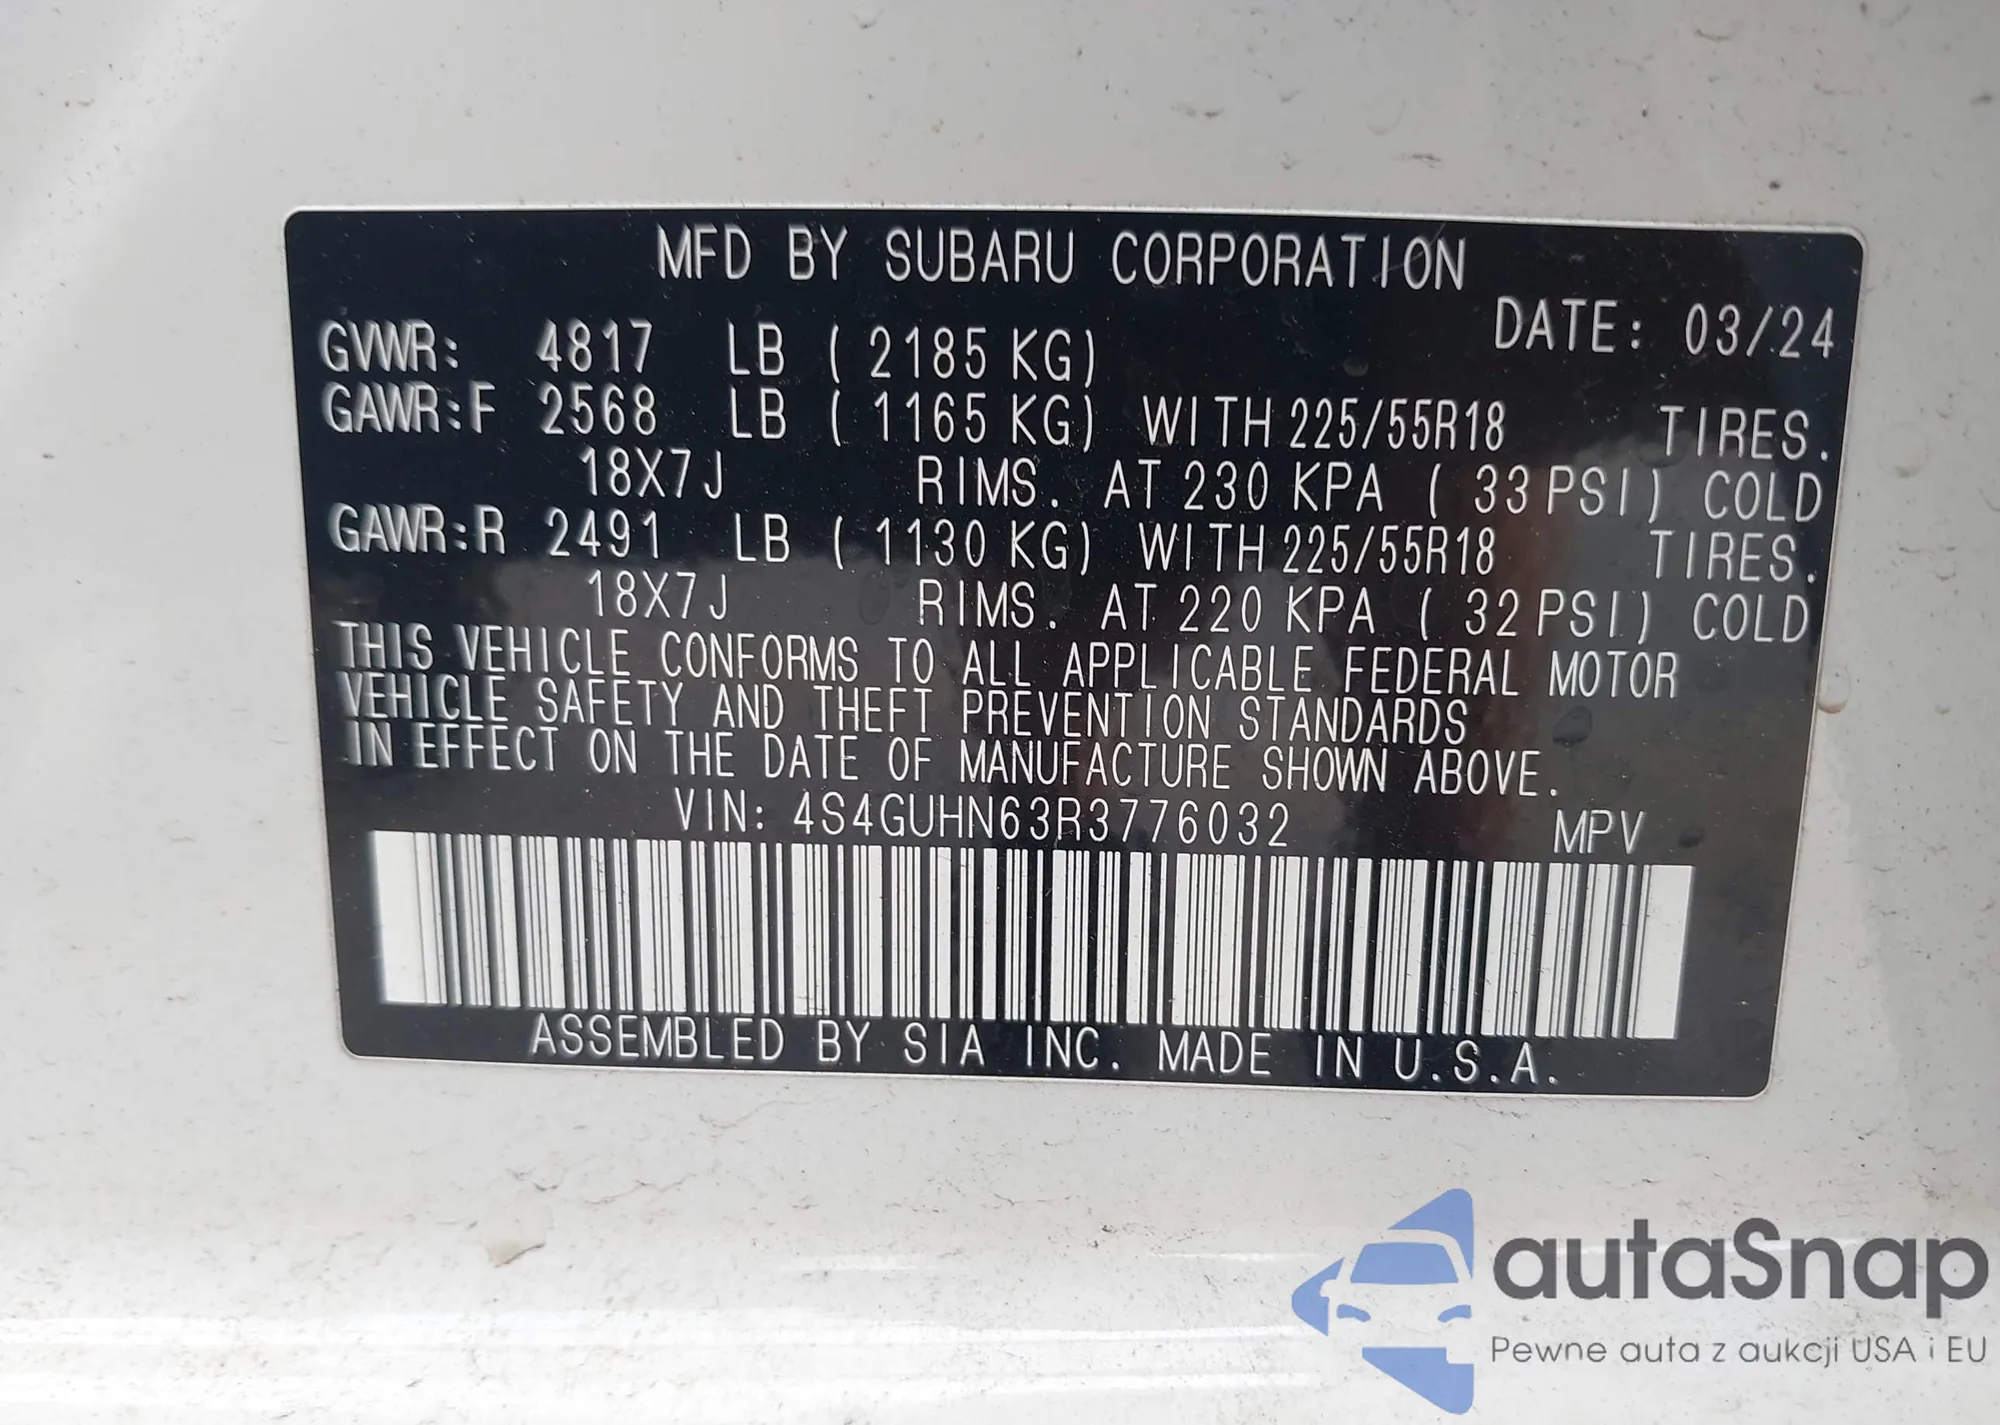 MFD BY SUBARU CORPORATION
DATE: 03/24
GVWR: 4817 LB ( 2185 KG)
GAWR:F 2568 LB ( 1165 KG) WITH 225/55R18 TIRES.
18X7J RIMS. AT 230 KPA ( 33 PSI) COLD
GAWR:R 2491 LB ( 1130 KG) WITH 225/55R18 TIRES.
18X7J RIMS. AT 220 KPA ( 32 PSI) COLD
THIS VEHICLE CONFORMS TO ALL APPLICABLE FEDERAL MOTOR
VEHICLE SAFETY AND THEFT PREVENTION STANDARDS
IN EFFECT ON THE DATE OF MANUFACTURE SHOWN ABOVE.
VIN: 4S4GUHN63R3776032 MPV
ASSEMBLED BY SIA INC. MADE IN U.S.A.
autaSnap
Pewne auta z aukcji USA i EU